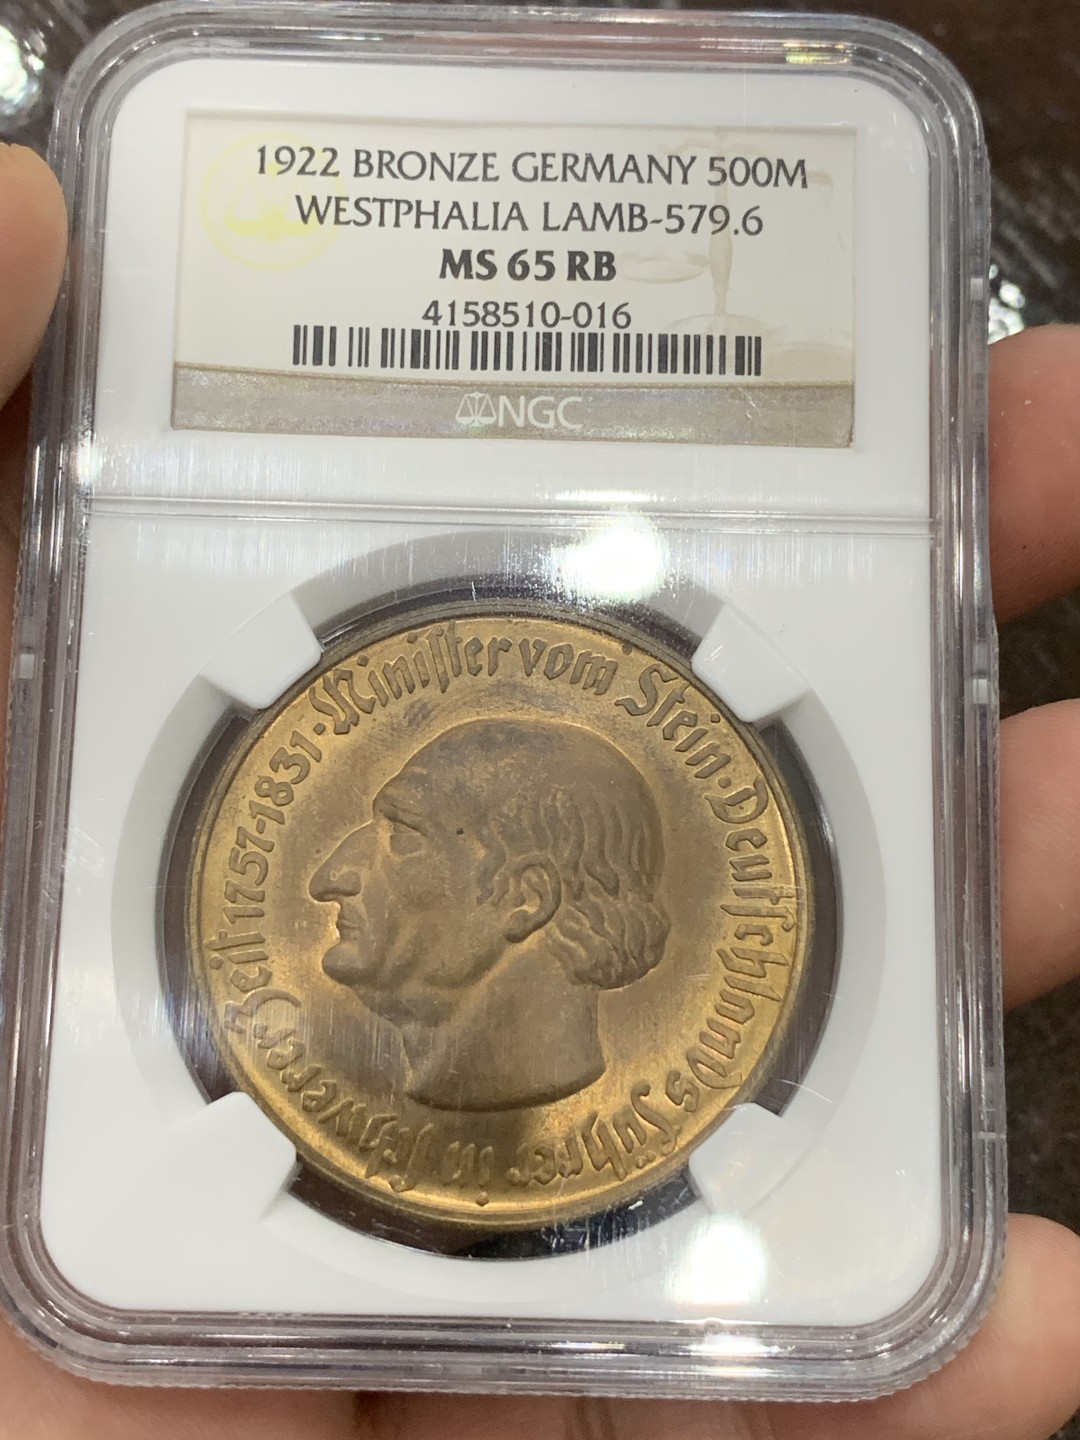 1922 BRONZE GERMANY 500M
WESTPHALIA LAMB-579.6
MS 65 RB
4158510-016
NGC
Minister vom Stein · Deutschlands Führer in schwerer Zeit 1757-1831 ·